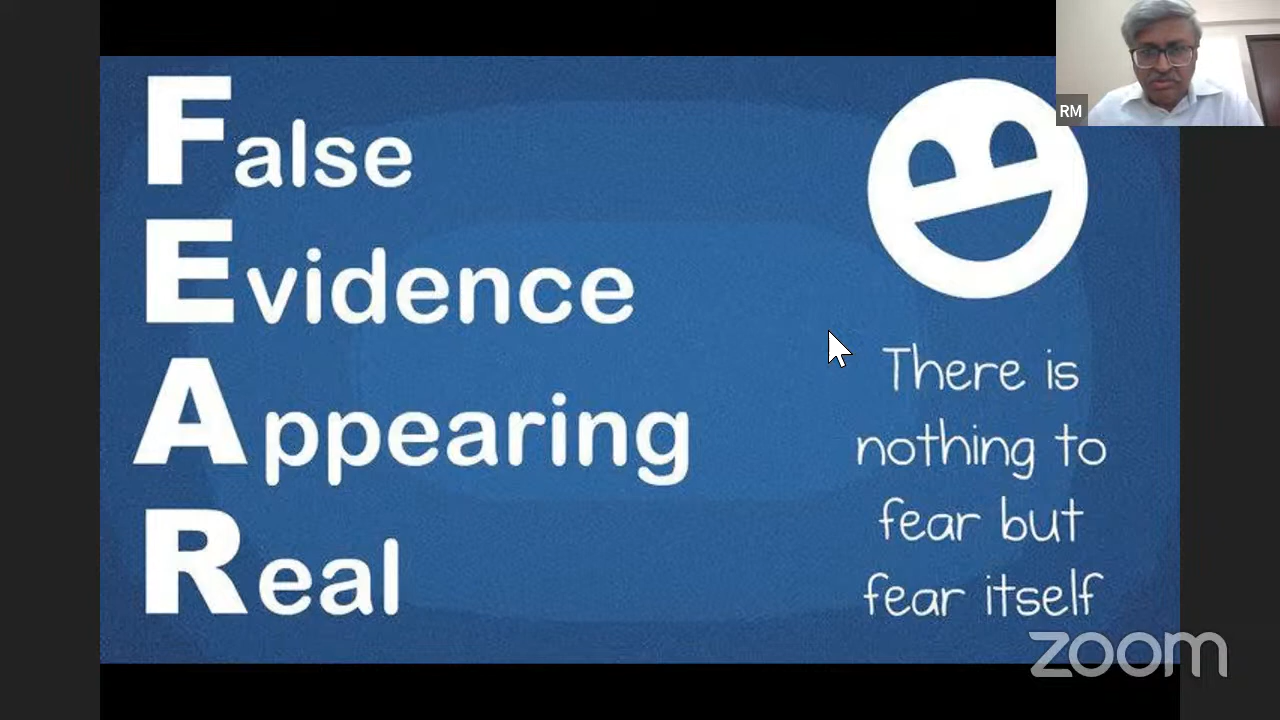 False
Evidence
Appearing
Real
There is
nothing to
fear but
fear itself
RM
zoom